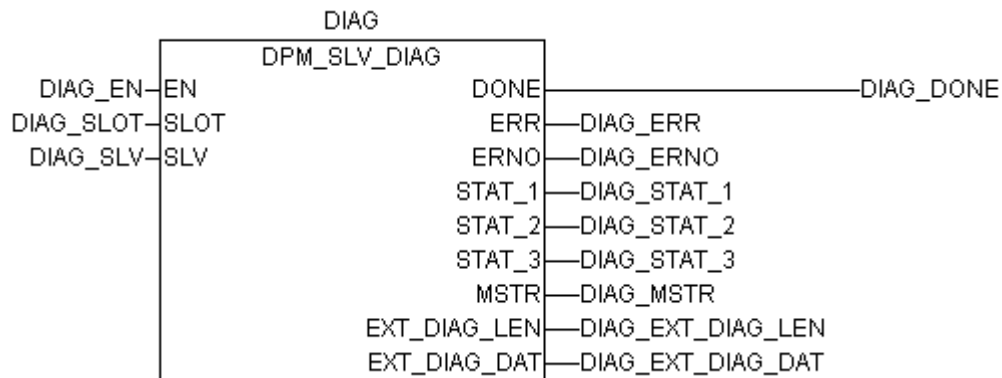 DIAG
DPM_SLV_DIAG
DIAG_EN EN DONE DIAG_DONE
DIAG_SLOT SLOT ERR DIAG_ERR
DIAG_SLV SLV ERNO DIAG_ERNO
STAT_1 DIAG_STAT_1
STAT_2 DIAG_STAT_2
STAT_3 DIAG_STAT_3
MSTR DIAG_MSTR
EXT_DIAG_LEN DIAG_EXT_DIAG_LEN
EXT_DIAG_DAT DIAG_EXT_DIAG_DAT